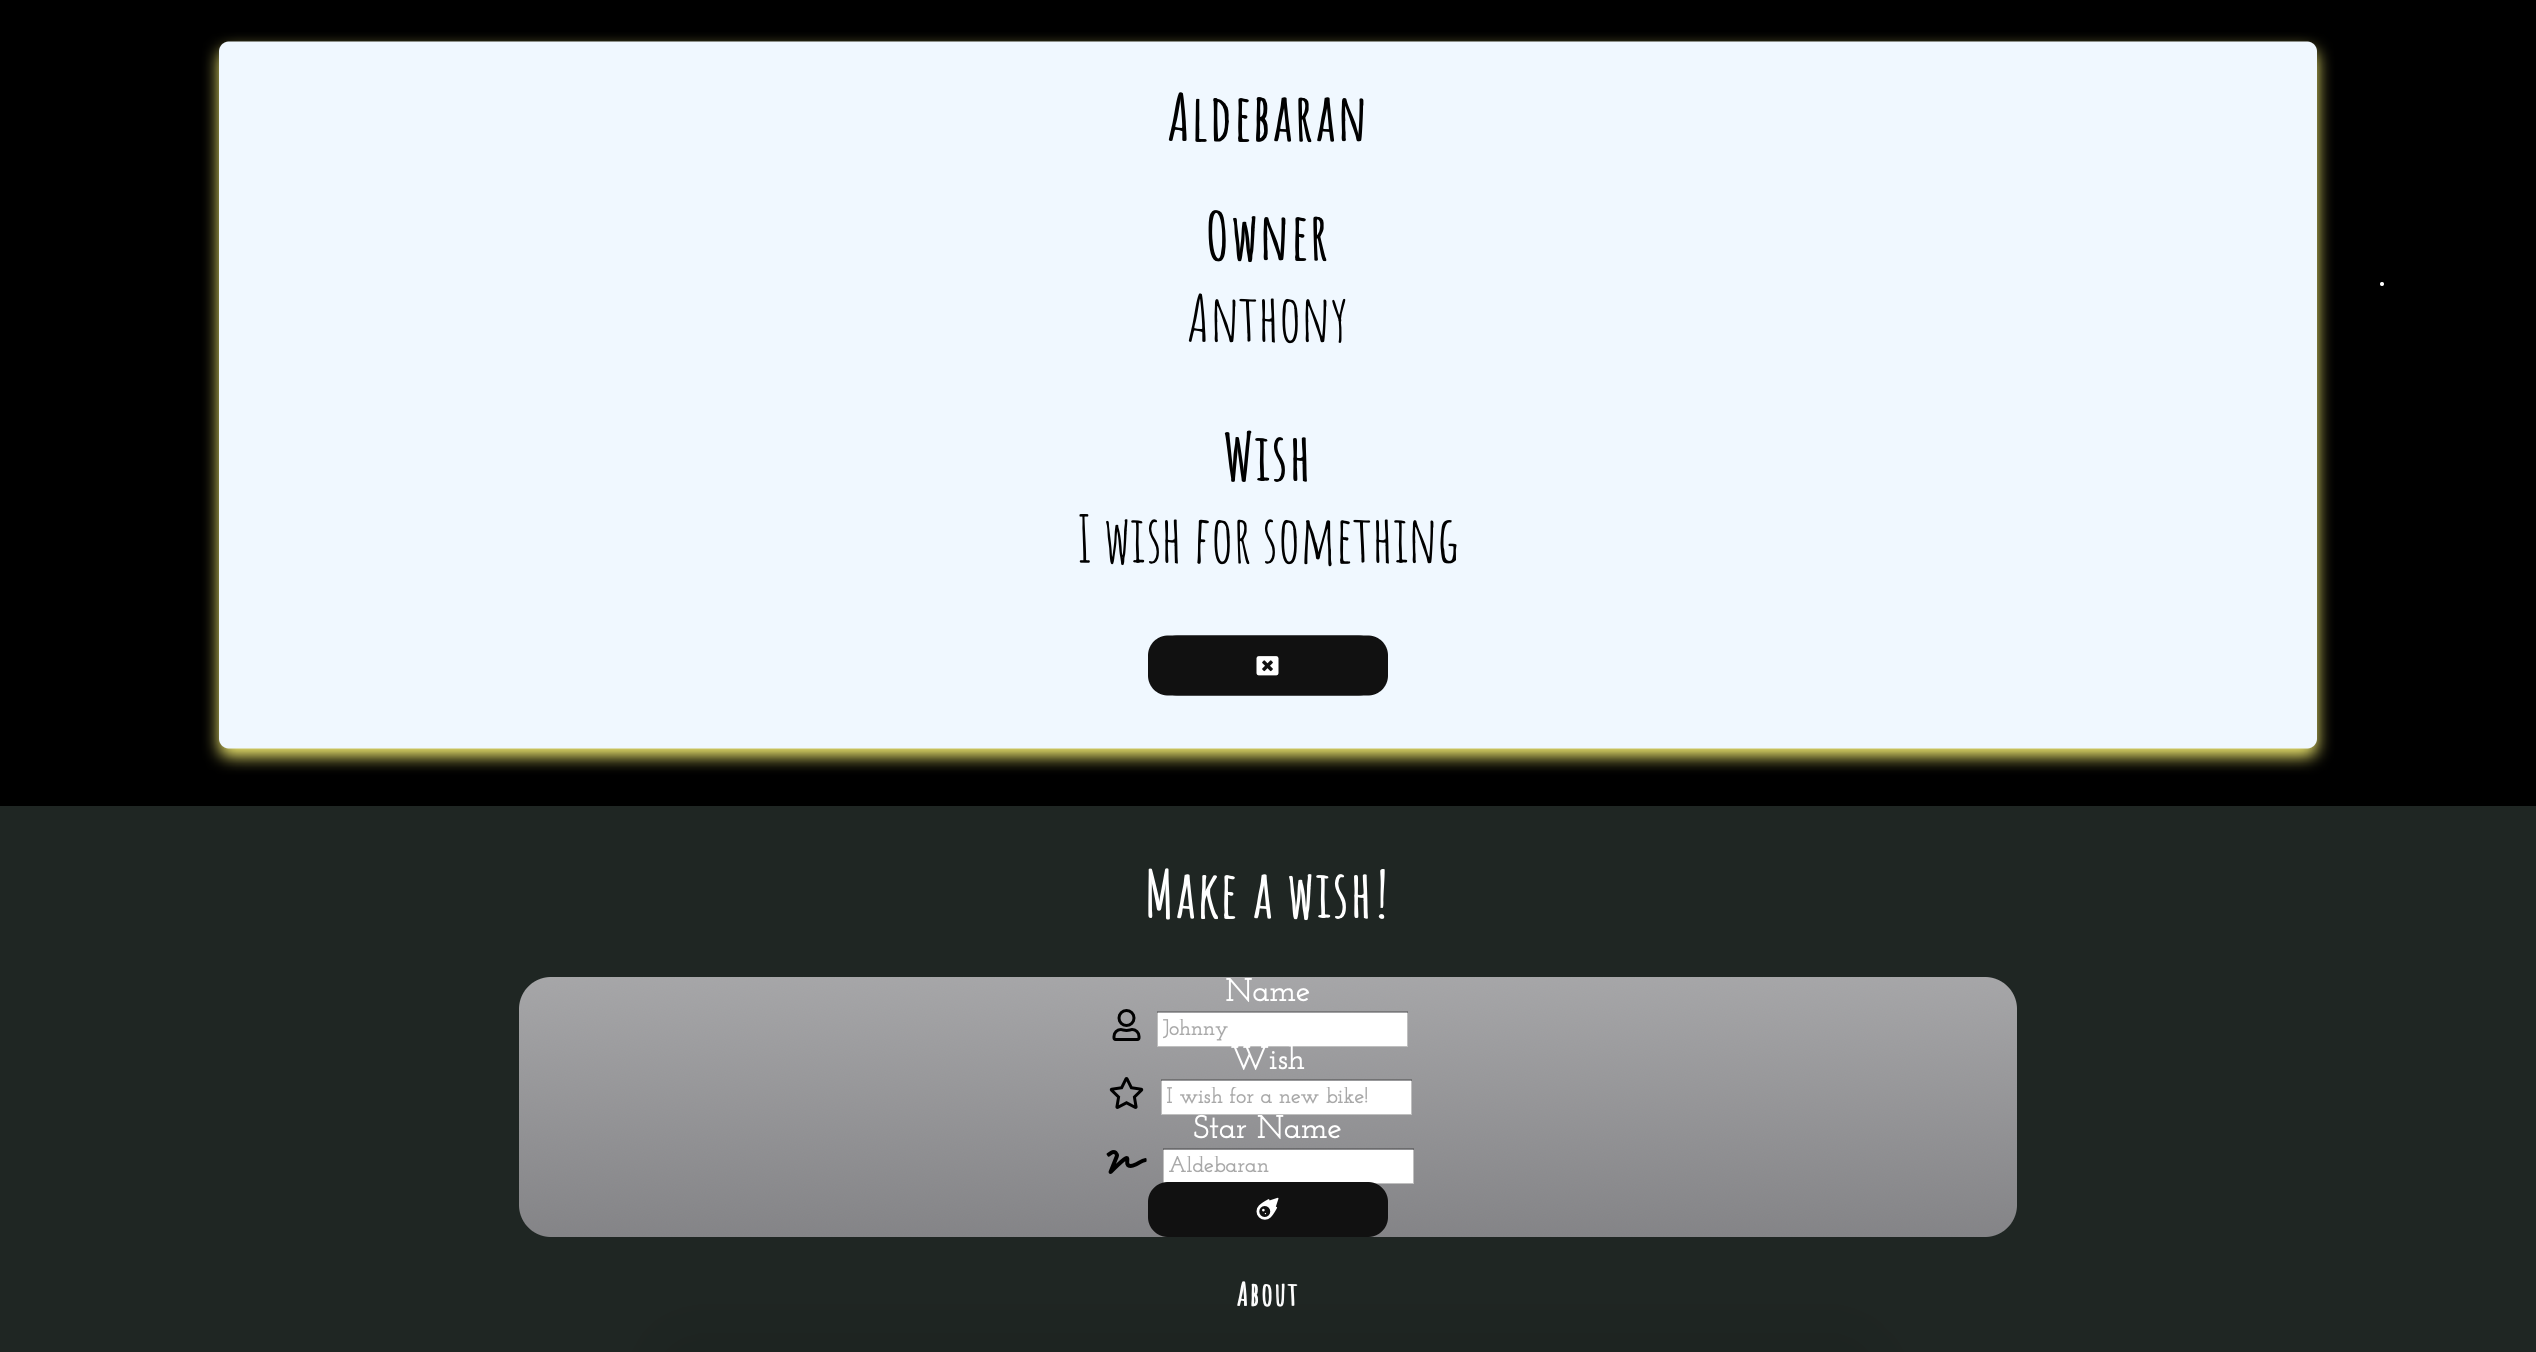 Aldebaran
Owner
Anthony
Wish
I wish for something
Make a wish!
Name
Johnny
Wish
I wish for a new bike!
Star Name
Aldebaran
About